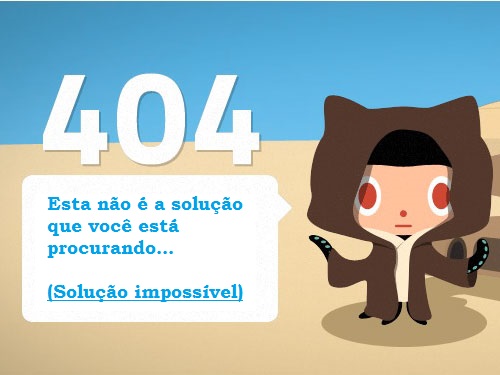 404
Esta não é a solução
que você está
procurando...
(Solução impossível)